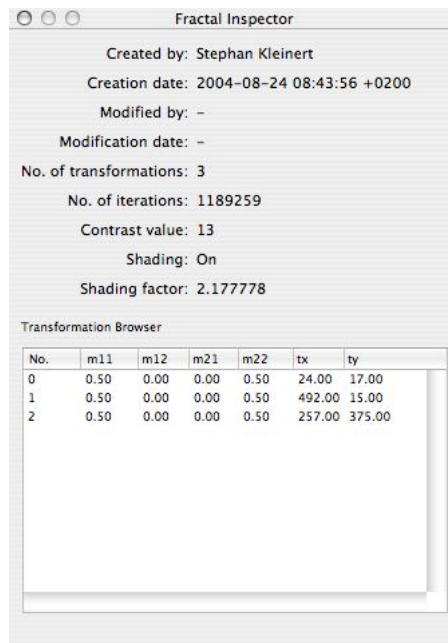 Fractal Inspector
Created by: Stephan Kleinert
Creation date: 2004-08-24 08:43:56 +0200
Modified by: -
Modification date: -
No. of transformations: 3
No. of iterations: 1189259
Contrast value: 13
Shading: On
Shading factor: 2.177778
Transformation Browser
No. m11 m12 m21 m22 tx ty
0 0.50 0.00 0.00 0.50 24.00 17.00
1 0.50 0.00 0.00 0.50 492.00 15.00
2 0.50 0.00 0.00 0.50 257.00 375.00